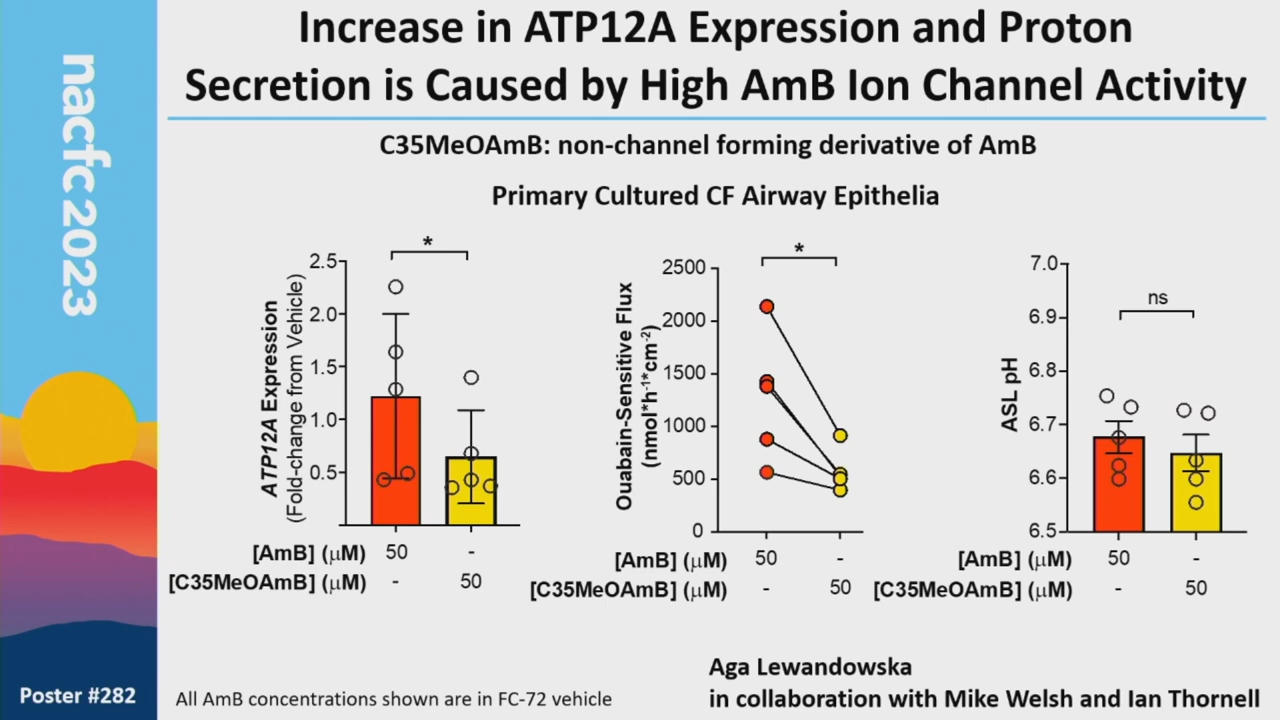 nacfc2023
Increase in ATP12A Expression and Proton
Secretion is Caused by High AmB Ion Channel Activity
C35MeOAmB: non-channel forming derivative of AmB
Primary Cultured CF Airway Epithelia
ATP12A Expression
(Fold-change from Vehicle)
2.5
2.0
1.5
1.0
0.5
*
[AmB] (μM) 50 -
[C35MeOAmB] (μM) - 50
Ouabain-Sensitive Flux
(nmol*h⁻¹*cm⁻²)
2500
2000
1500
1000
500
0
*
[AmB] (μM) 50 -
[C35MeOAmB] (μM) - 50
ASL pH
7.0
6.9
6.8
6.7
6.6
6.5
ns
[AmB] (μM) 50 -
[C35MeOAmB] (μM) - 50
Aga Lewandowska
in collaboration with Mike Welsh and Ian Thornell
All AmB concentrations shown are in FC-72 vehicle
Poster #282